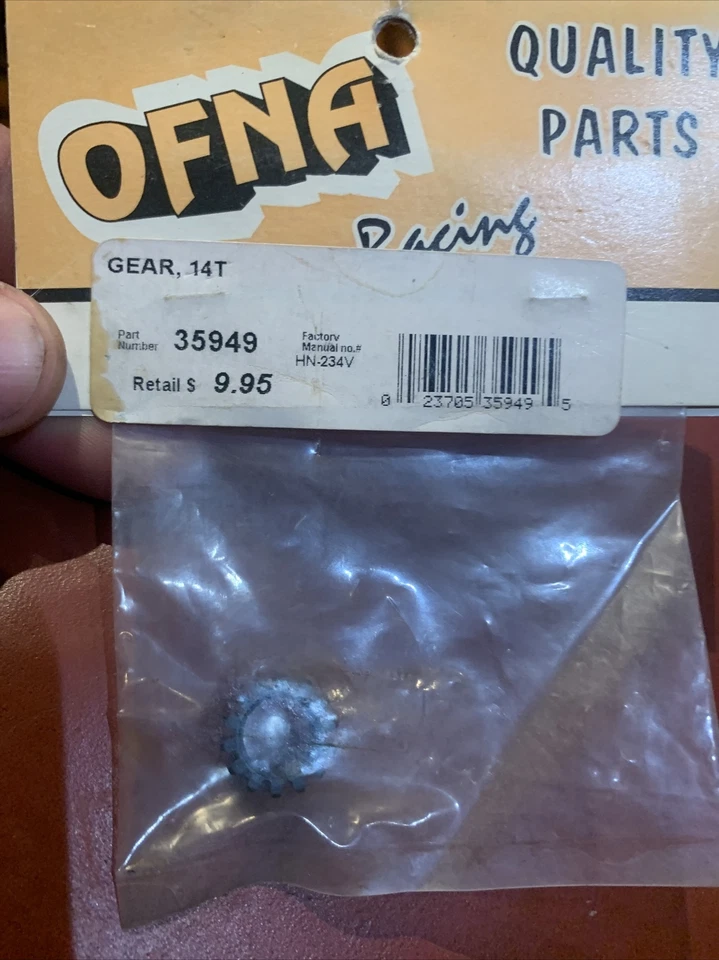 OFNA
QUALITY
PARTS
Racing
GEAR, 14T
Part
Number 35949
Factory
Manual no.#
HN-234V
Retail $ 9.95
0 23705 35949 5